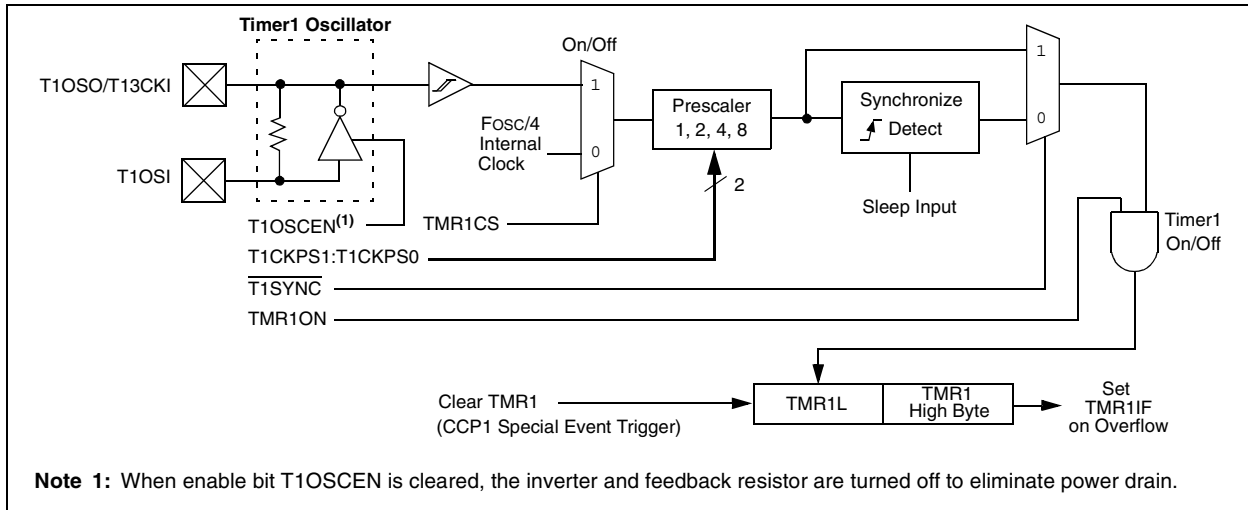 Timer1 Oscillator
On/Off
T1OSO/T13CKI
1
1
FOSC/4
Internal
Clock
0
Prescaler
1, 2, 4, 8
Synchronize
Detect
0
T1OSI
2
Sleep Input
T1OSCEN(1)
TMR1CS
Timer1
On/Off
T1CKPS1:T1CKPS0
T1SYNC
TMR1ON
Clear TMR1
(CCP1 Special Event Trigger)
TMR1L
TMR1
High Byte
Set
TMR1IF
on Overflow
Note 1: When enable bit T1OSCEN is cleared, the inverter and feedback resistor are turned off to eliminate power drain.